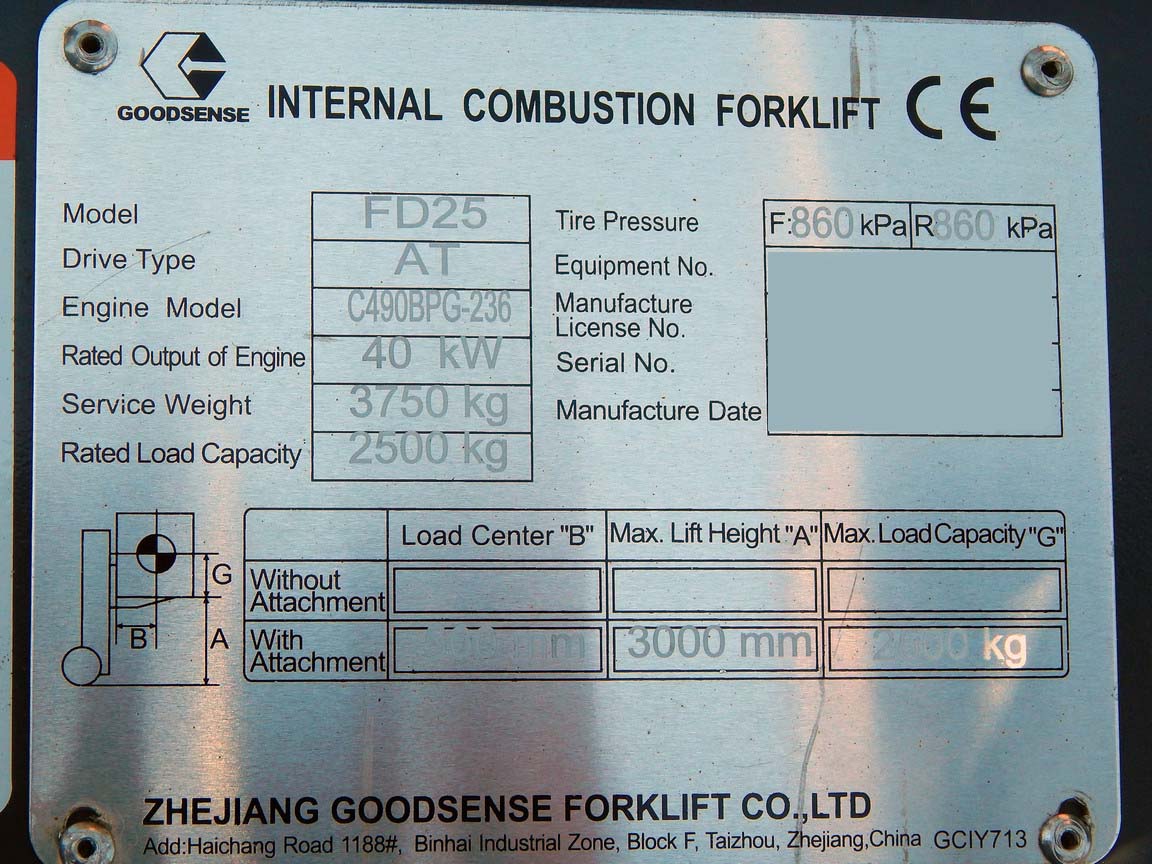 GOODSENSE
INTERNAL COMBUSTION FORKLIFT CE
Model FD25
Drive Type AT
Engine Model C490BPG-236
Rated Output of Engine 40 kW
Service Weight 3750 kg
Rated Load Capacity 2500 kg
Tire Pressure F:860 kPa R860 kPa
Equipment No.
Manufacture
License No.
Serial No.
Manufacture Date
G
B
A
Load Center "B" Max. Lift Height "A" Max. Load Capacity "G"
Without
Attachment
With
Attachment 3000 mm kg
ZHEJIANG GOODSENSE FORKLIFT CO.,LTD
Add:Haichang Road 1188#, Binhai Industrial Zone, Block F, Taizhou, Zhejiang,China GCIY713